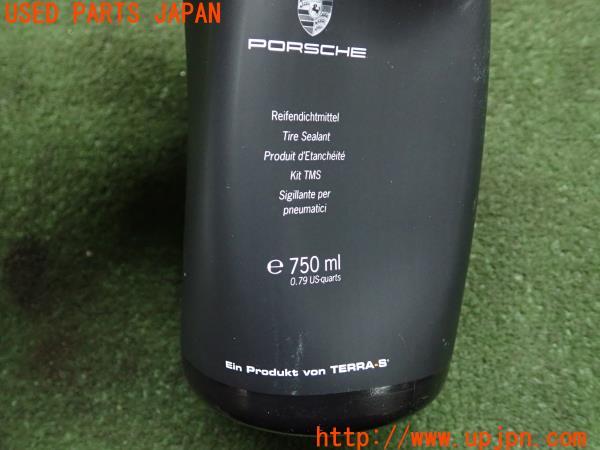 USED PARTS JAPAN
PORSCHE
Reifendichtmittel
Tire Sealant
Produit d'Etanchéité
Kit TMS
Sigillante per
pneumatici
℮ 750 ml
0.79 US-quarts
Ein Produkt von TERRA-S®
http://www.upjpn.com